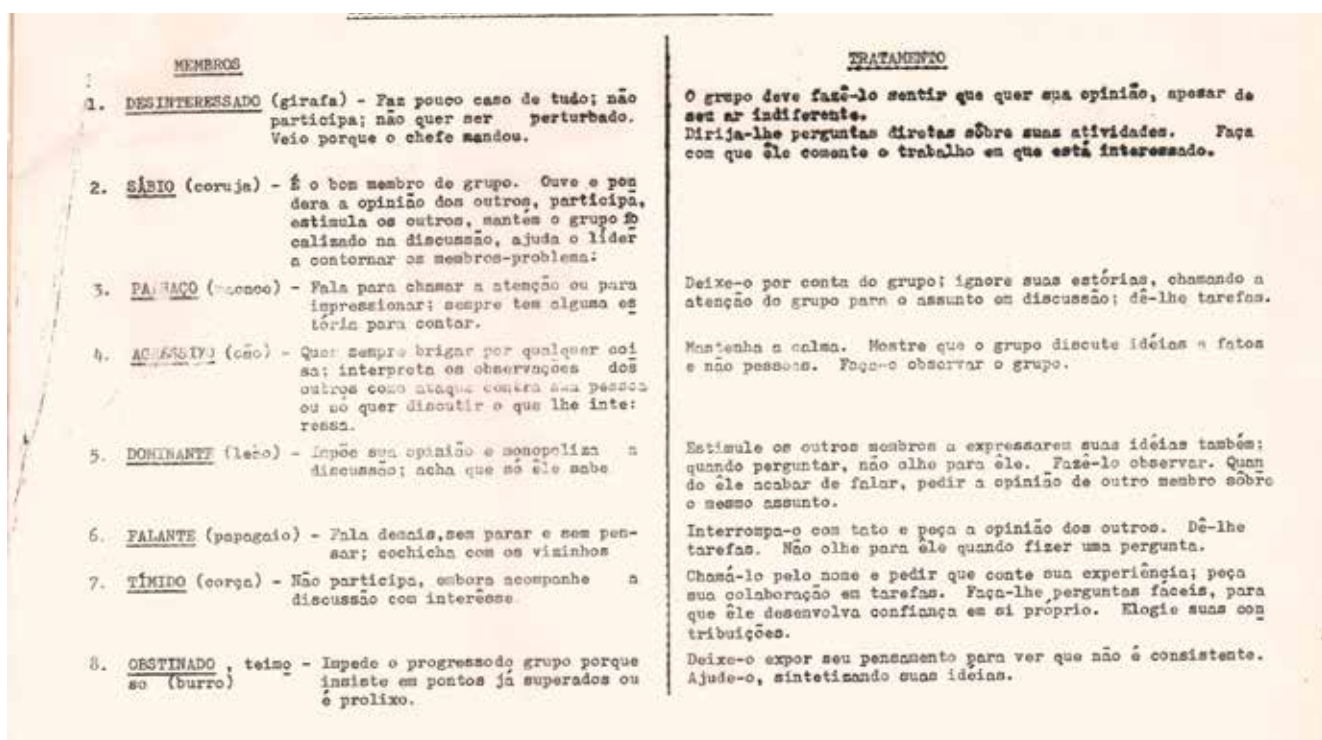 MEMBROS
1. DESINTERESSADO (girafa) - Faz pouco caso de tudo; não
participa; não quer ser perturbado.
Veio porque o chefe mandou.
2. SÁBIO (coruja) - É o bom membro de grupo. Ouve e pon
dera a opinião dos outros, participa,
estimula os outros, mantém o grupo fo
calizado na discussão, ajuda o líder
a contornar os membros-problema:
3. PALHAÇO (macaco) - Fala para chamar a atenção ou para
impressionar; sempre tem alguma es
tória para contar.
4. AGRESSIVO (cão) - Quer sempre brigar por qualquer coi
sa; interpreta os observações dos
outros como ataque contra sua pessoa
ou só quer discutir o que lhe inte:
ressa.
5. DOMINANTE (leão) - Impõe sua opinião e monopoliza a
discussão; acha que só êle sabe
6. FALANTE (papagaio) - Fala demais,sem parar e sem pen-
sar; cochicha com os vizinhos
7. TÍMIDO (corça) - Não participa, embora acompanhe a
discussão com interêsse
8. OBSTINADO , teimo - Impede o progressodo grupo porque
so (burro) insiste em pontos já superados ou
é prolixo.
TRATAMENTO
O grupo deve fazê-lo sentir que quer sua opinião, apesar de
seu ar indiferente.
Dirija-lhe perguntas diretas sôbre suas atividades. Faça
com que êle comente o trabalho em que está interessado.
Deixe-o por conta do grupo; ignore suas estórias, chamando a
atenção do grupo para o assunto em discussão; dê-lhe tarefas.
Mantenha a calma. Mostre que o grupo discute idéias e fatos
e não pessoas. Faça-o observar o grupo.
Estimule os outros membros a expressarem suas idéias também;
quando perguntar, não olhe para êle. Fazê-lo observar. Quan
do êle acabar de falar, pedir a opinião de outro membro sôbre
o mesmo assunto.
Interrompa-o com tato e peça a opinião dos outros. Dê-lhe
tarefas. Não olhe para êle quando fizer uma pergunta.
Chamá-lo pelo nome e pedir que conte sua experiência; peça
sua colaboração em tarefas. Faça-lhe perguntas fáceis, para
que êle desenvolva confiança em si próprio. Elogie suas con
tribuições.
Deixe-o expor seu pensamento para ver que não é consistente.
Ajude-o, sintetisando suas idéias.